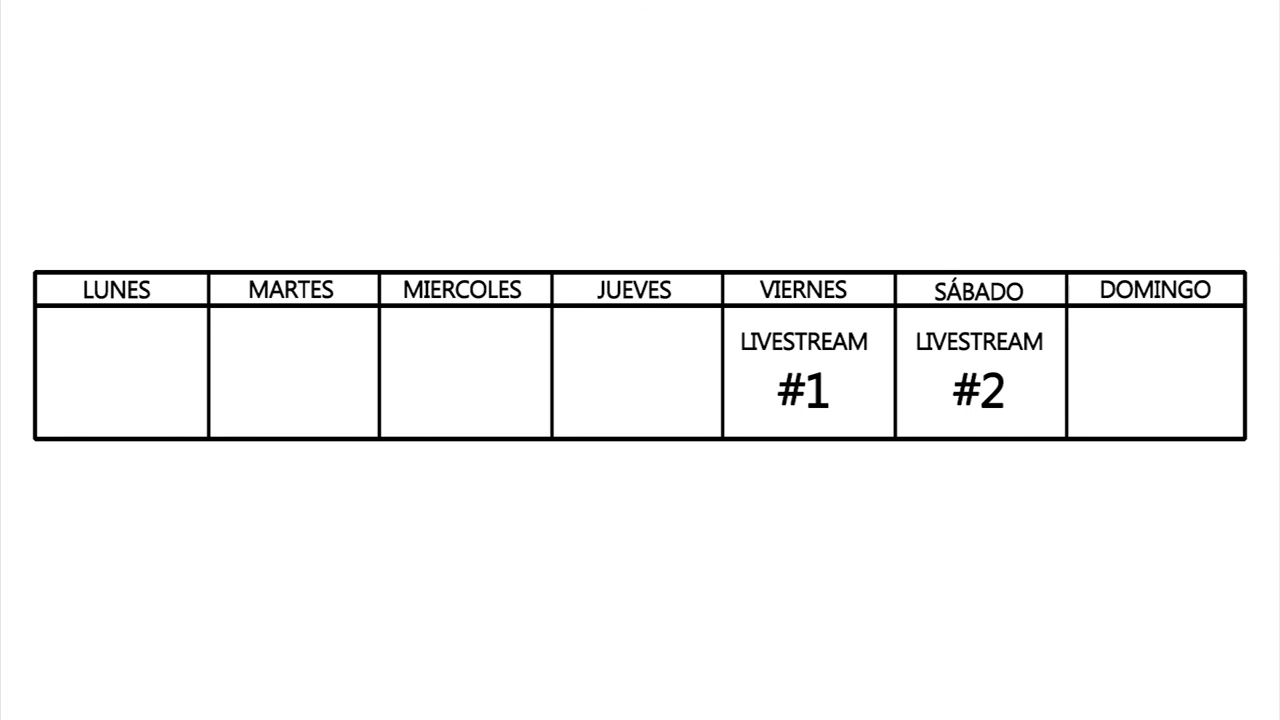 LUNES MARTES MIERCOLES JUEVES VIERNES SÁBADO DOMINGO
LIVESTREAM LIVESTREAM
#1 #2